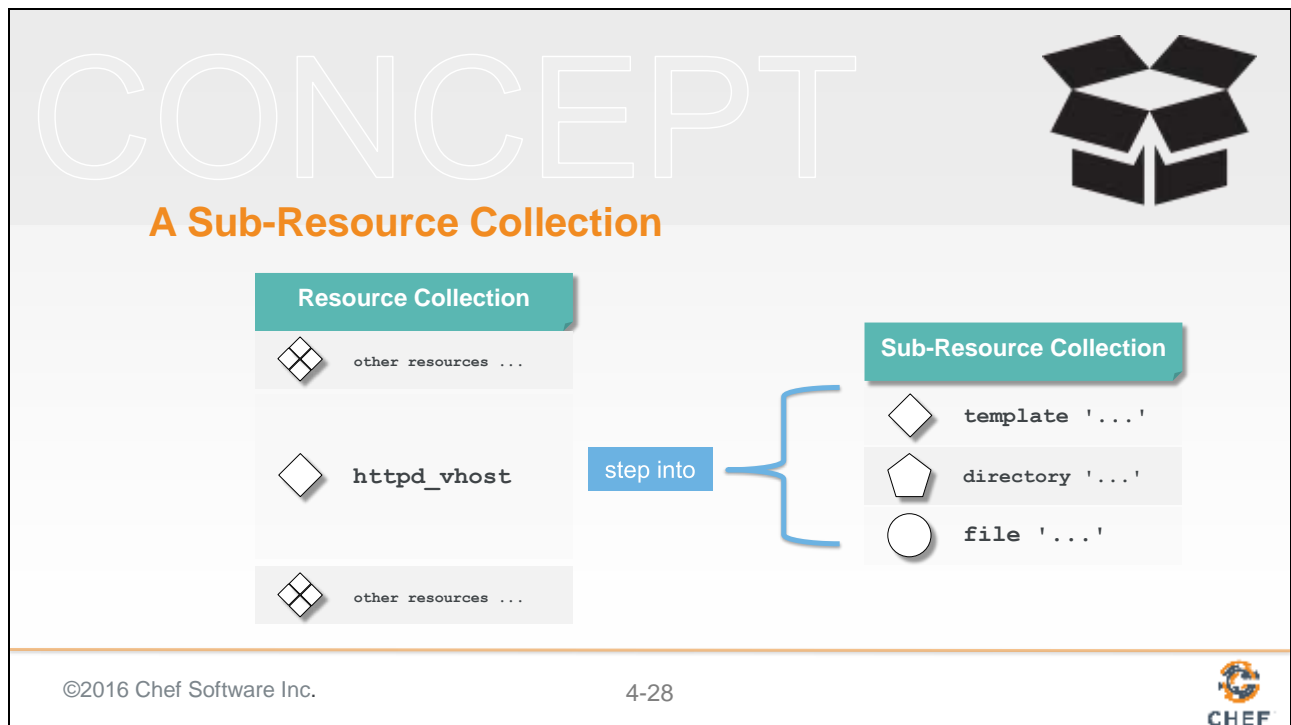 CONCEPT
A Sub-Resource Collection
Resource Collection
other resources ...
httpd_vhost
other resources ...
step into
Sub-Resource Collection
template '...'
directory '...'
file '...'
©2016 Chef Software Inc.
4-28
CHEF